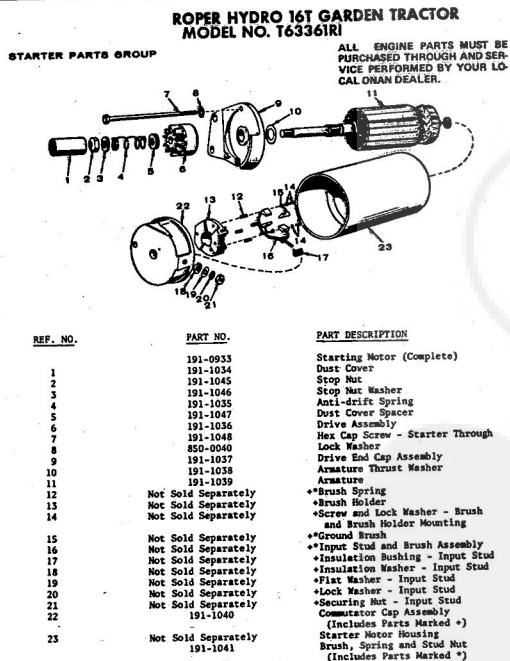 ROPER HYDRO 16T GARDEN TRACTOR
MODEL NO. T63361R1
STARTER PARTS GROUP
ALL ENGINE PARTS MUST BE
PURCHASED THROUGH AND SER-
VICE PERFORMED BY YOUR LO-
CAL ONAN DEALER.
7
8
9
10
11
1
2
3
4
5
6
22
13
12
15
14
14
16
17
23
18
19
20
21
REF. NO. PART NO. PART DESCRIPTION
191-0933 Starting Motor (Complete)
1 191-1034 Dust Cover
2 191-1045 Stop Nut
3 191-1046 Stop Nut Washer
4 191-1035 Anti-drift Spring
5 191-1047 Dust Cover Spacer
6 191-1036 Drive Assembly
7 191-1048 Hex Cap Screw - Starter Through
8 850-0040 Lock Washer
9 191-1037 Drive End Cap Assembly
10 191-1038 Armature Thrust Washer
11 191-1039 Armature
12 Not Sold Separately +*Brush Spring
13 Not Sold Separately +Brush Holder
14 Not Sold Separately +Screw and Lock Washer - Brush
and Brush Holder Mounting
15 Not Sold Separately +*Ground Brush
16 Not Sold Separately +*Input Stud and Brush Assembly
17 Not Sold Separately +Insulation Bushing - Input Stud
18 Not Sold Separately +Insulation Washer - Input Stud
19 Not Sold Separately +Flat Washer - Input Stud
20 Not Sold Separately +Lock Washer - Input Stud
21 Not Sold Separately +Securing Nut - Input Stud
22 191-1040 Commutator Cap Assembly
(Includes Parts Marked +)
23 Not Sold Separately Starter Motor Housing
191-1041 Brush, Spring and Stud Nut
(Includes Parts Marked *)